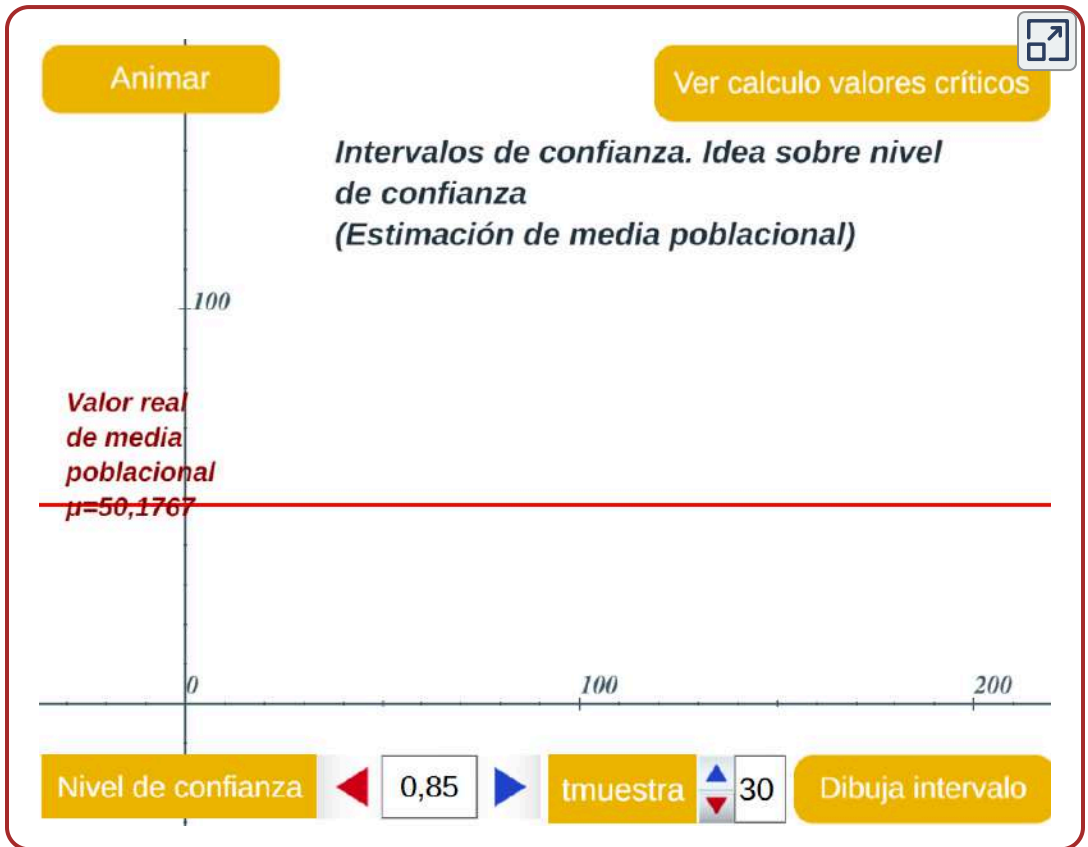 Animar
Ver calculo valores críticos
Intervalos de confianza. Idea sobre nivel
de confianza
(Estimación de media poblacional)
100
Valor real
de media
poblacional
μ=50,1767
0
100
200
Nivel de confianza
0,85
tmuestra
30
Dibuja intervalo